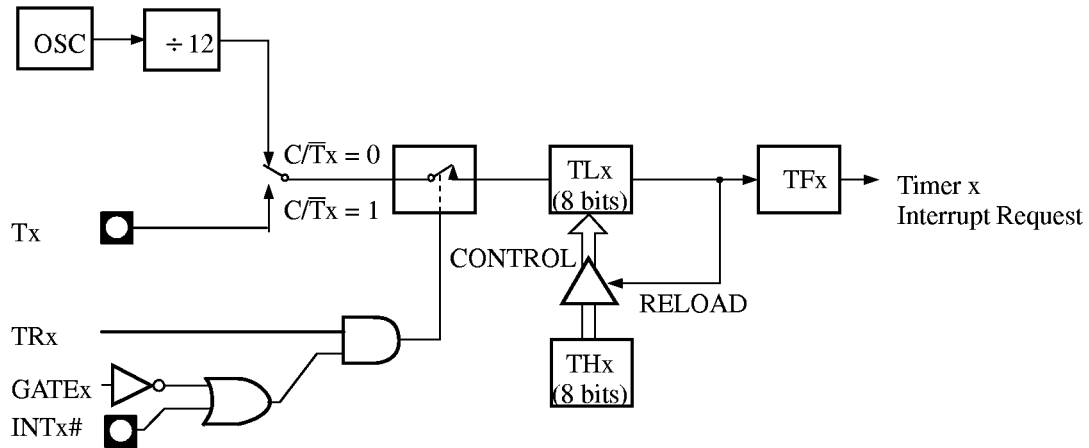 OSC
÷ 12
C/T̅x = 0
C/T̅x = 1
Tx
TLx
(8 bits)
TFx
Timer x
Interrupt Request
CONTROL
RELOAD
TRx
THx
(8 bits)
GATEx
INTx#